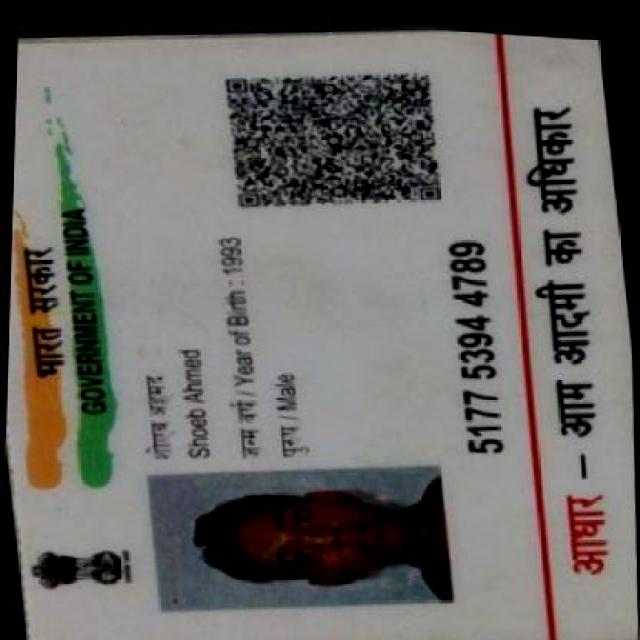 भारत सरकार
GOVERNMENT OF INDIA
शोएब अहमद
Shoeb Ahmed
जन्म वर्ष / Year of Birth : 1993
पुरुष / Male
5177 5394 4789
आधार – आम आदमी का अधिकार